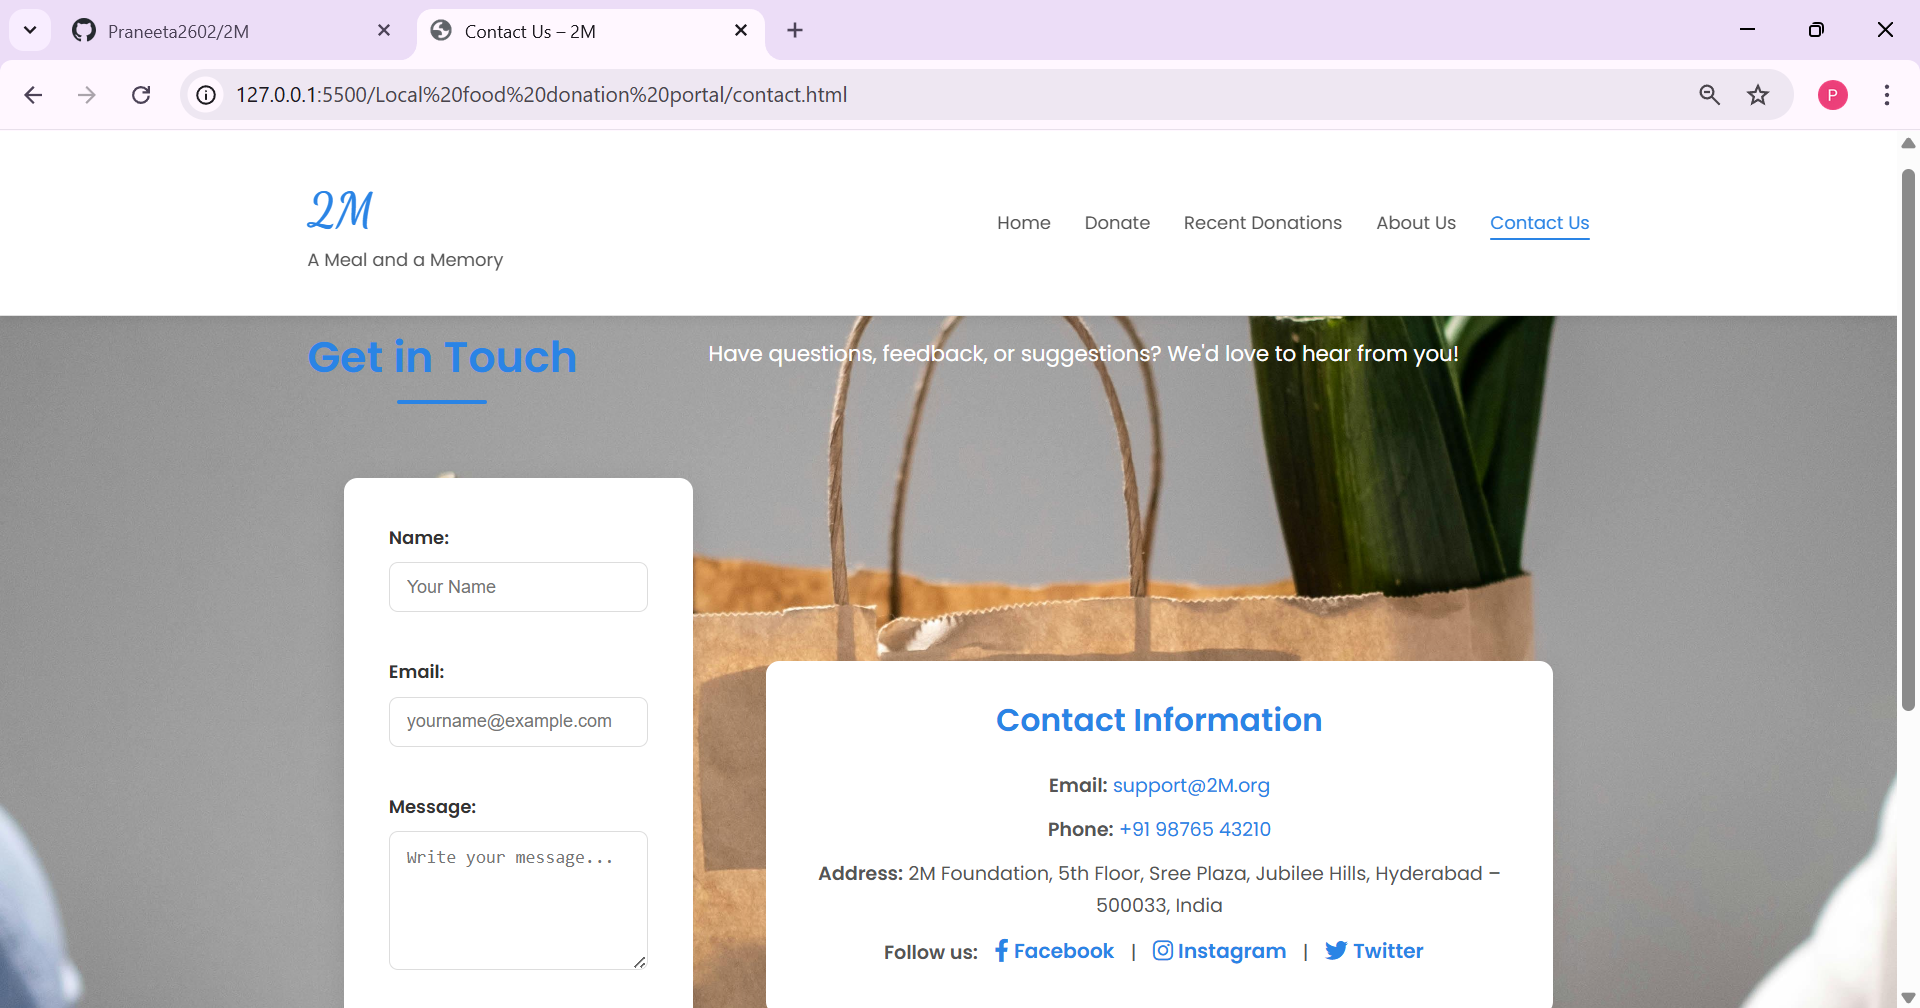 Praneeta2602/2M
Contact Us – 2M
127.0.0.1:5500/Local%20food%20donation%20portal/contact.html
P
2M
A Meal and a Memory
Home Donate Recent Donations About Us Contact Us
Get in Touch
Have questions, feedback, or suggestions? We'd love to hear from you!
Name:
Your Name
Email:
yourname@example.com
Message:
Write your message...
Contact Information
Email: support@2M.org
Phone: +91 98765 43210
Address: 2M Foundation, 5th Floor, Sree Plaza, Jubilee Hills, Hyderabad –
500033, India
Follow us: Facebook | Instagram | Twitter